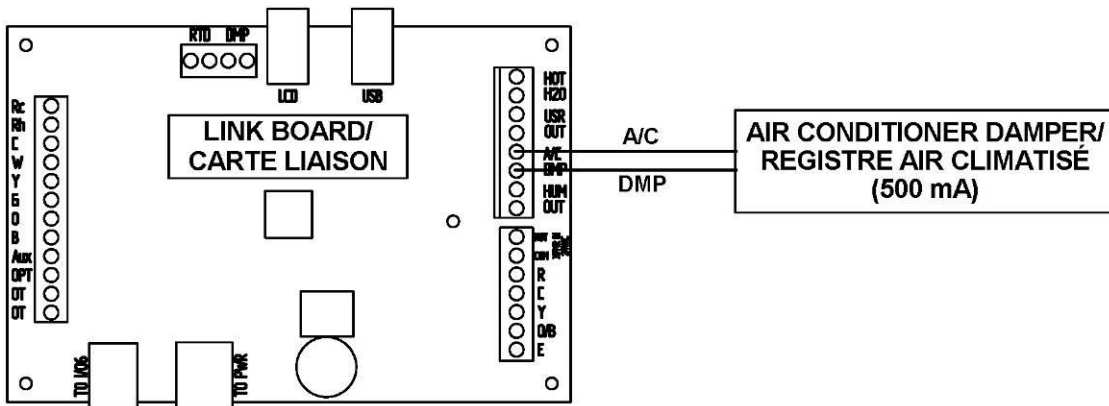 RTD DMP
LCD
USB
Rc
Rh
C
W
Y
G
O
B
Aux
OPT
OT
OT
LINK BOARD/
CARTE LIAISON
HOT
H2O
USR
OUT
A/C
DMP
HUM
OUT
R
C
Y
O/B
E
TO I/O6
TO PWR
A/C
DMP
AIR CONDITIONER DAMPER/
REGISTRE AIR CLIMATISÉ
(500 mA)